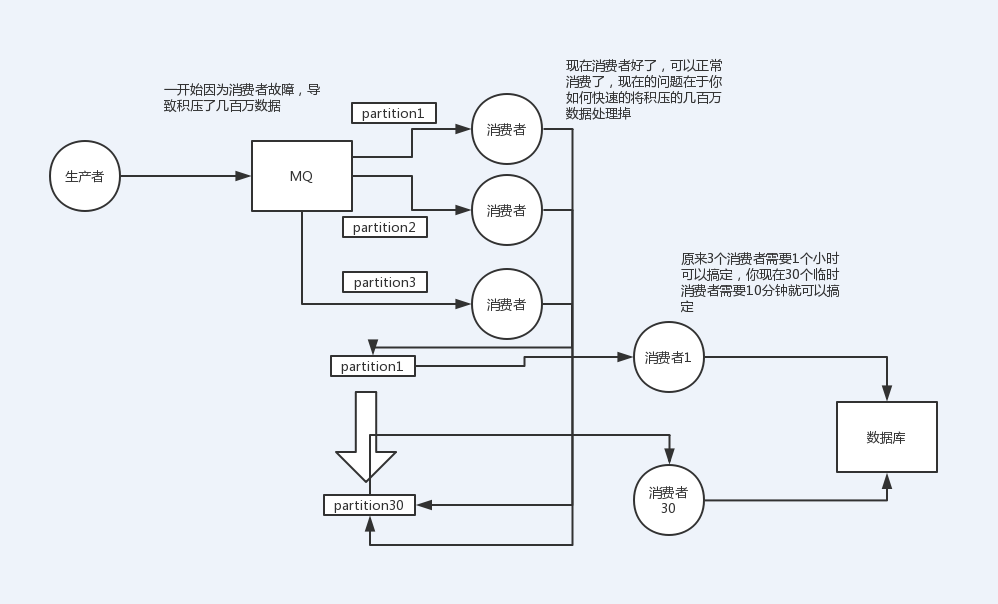 现在消费者好了，可以正常
消费了，现在的问题在于你
如何快速的将积压的几百万
数据处理掉
一开始因为消费者故障，导
致积压了几百万数据
partition1
消费者
生产者
MQ
消费者
partition2
partition3
消费者
原来3个消费者需要1个小时
可以搞定，你现在30个临时
消费者需要10分钟就可以搞
定
partition1
消费者1
数据库
partition30
消费者
30